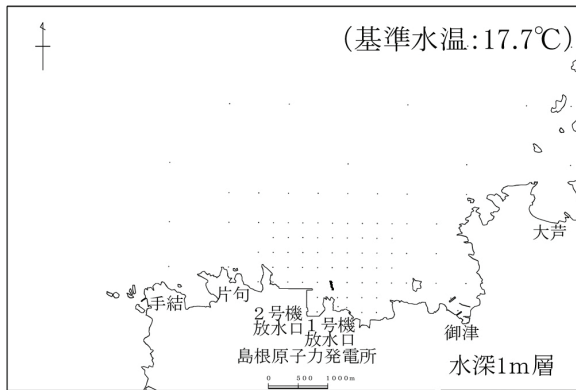 (基準水温:17.7℃)
大芦
手結
片句
2号機
放水口
1号機
放水口
御津
島根原子力発電所
水深1m層
0 500 1000m